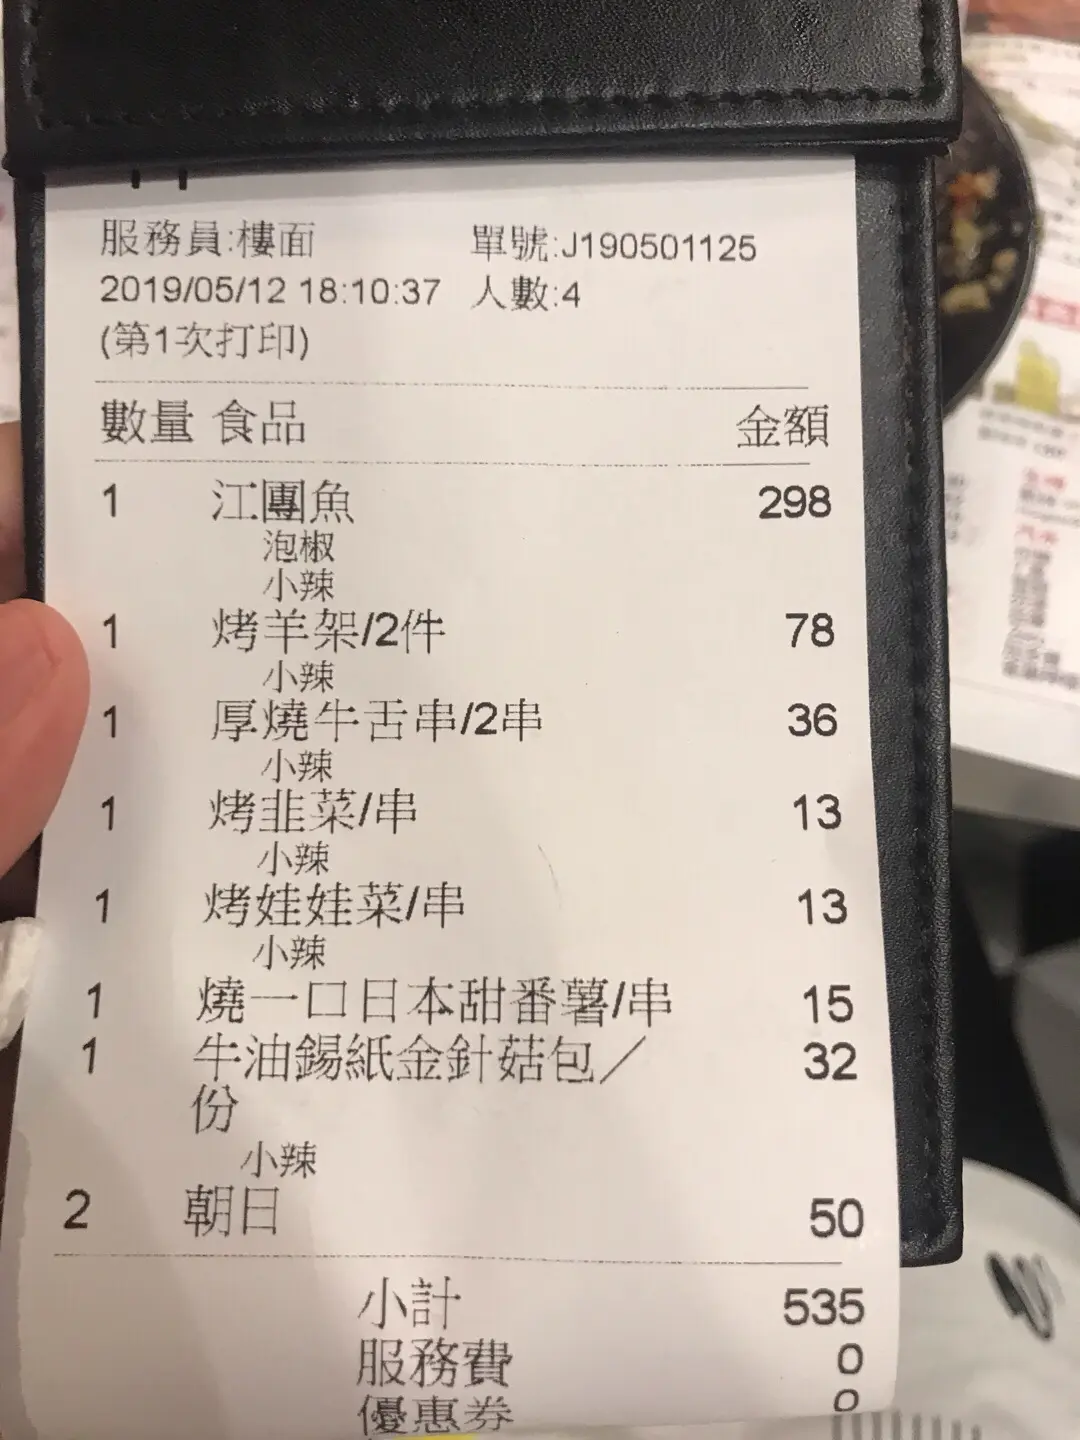 服務員:樓面 單號:J190501125
2019/05/12 18:10:37 人數:4
(第1次打印)
數量 食品 金額
1 江團魚 298
泡椒
小辣
1 烤羊架/2件 78
小辣
1 厚燒牛舌串/2串 36
小辣
1 烤韭菜/串 13
小辣
1 烤娃娃菜/串 13
小辣
1 燒一口日本甜番薯/串 15
1 牛油錫紙金針菇包／ 32
份
小辣
2 朝日 50
小計 535
服務費 0
優惠券 0